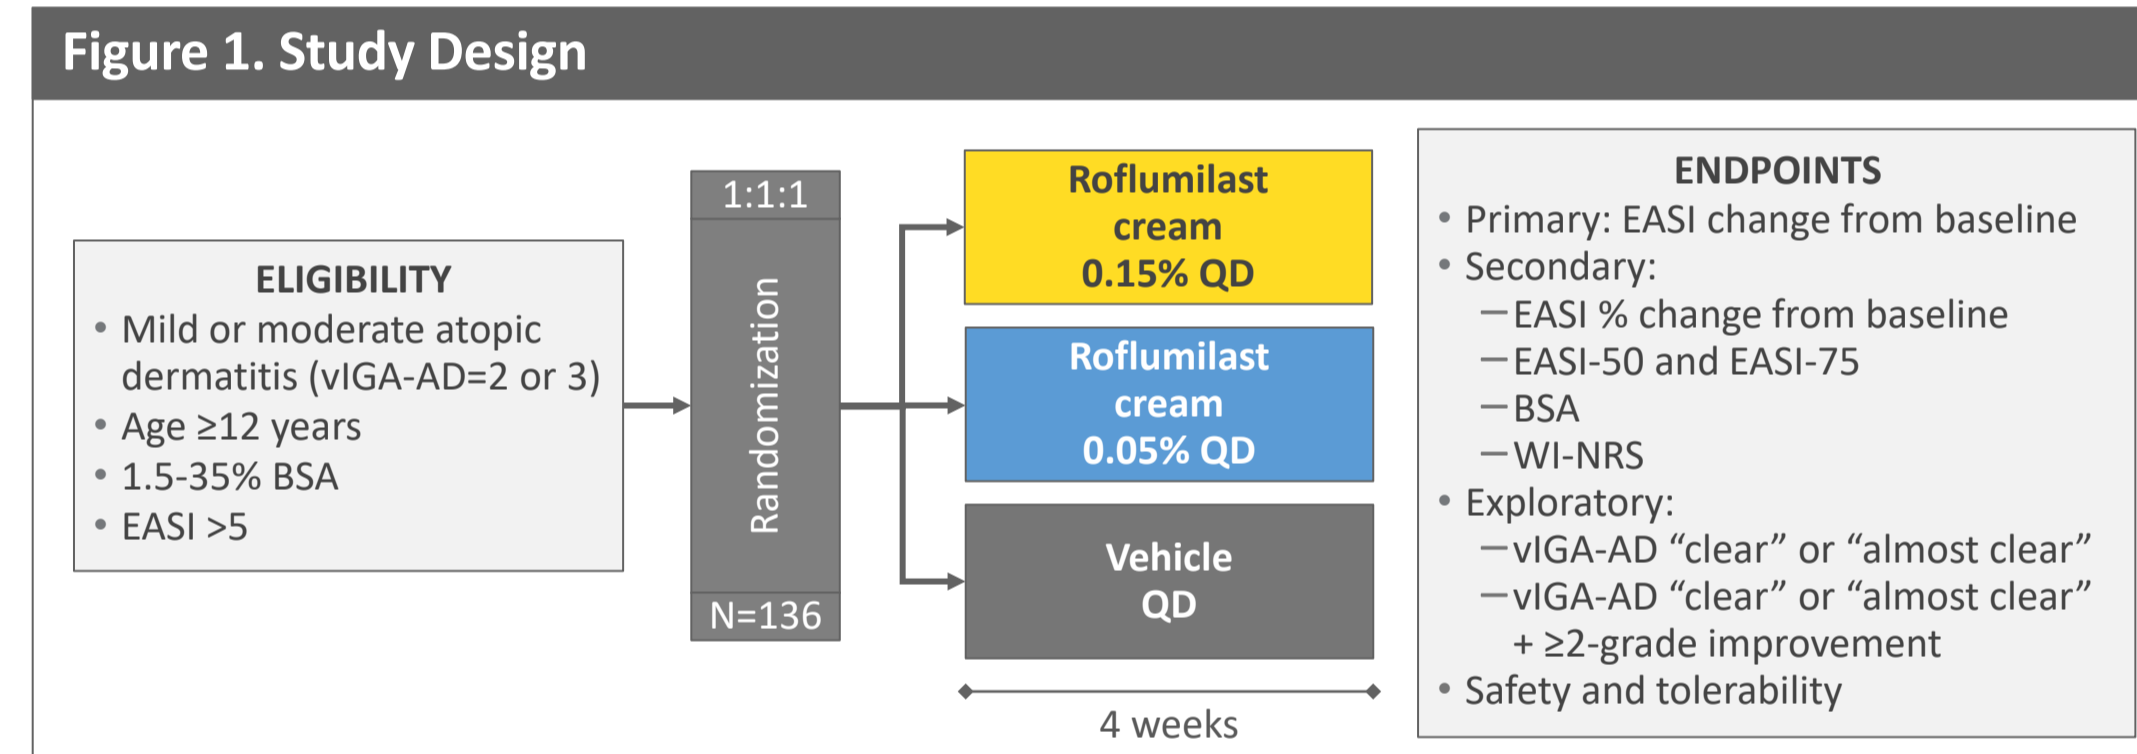 Figure 1. Study Design
ELIGIBILITY
• Mild or moderate atopic
dermatitis (vIGA-AD=2 or 3)
• Age ≥12 years
• 1.5-35% BSA
• EASI >5
1:1:1
Randomization
N=136
Roflumilast
cream
0.15% QD
Roflumilast
cream
0.05% QD
Vehicle
QD
4 weeks
ENDPOINTS
• Primary: EASI change from baseline
• Secondary:
—EASI % change from baseline
—EASI-50 and EASI-75
—BSA
—WI-NRS
• Exploratory:
—vIGA-AD “clear” or “almost clear”
—vIGA-AD “clear” or “almost clear”
+ ≥2-grade improvement
• Safety and tolerability